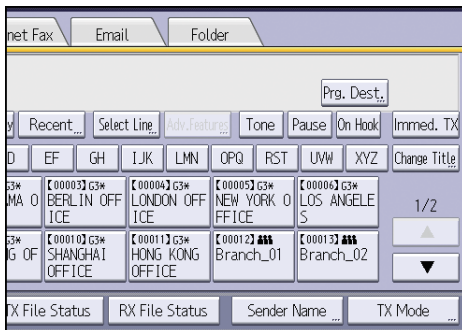 net Fax Email Folder
Prg. Dest.
y Recent Select Line Adv.Features Tone Pause On Hook Immed. TX
D EF GH IJK LMN OPQ RST UVW XYZ Change Title
G3* [00003]G3* [00004]G3* [00005]G3* [00006]G3*
MA O BERLIN OFF LONDON OFF NEW YORK O LOS ANGELE
ICE ICE FFICE S
1/2
G3* [00010]G3* [00011]G3* [00012] [00013]
G OF SHANGHAI HONG KONG Branch_01 Branch_02
OFFICE OFFICE
TX File Status RX File Status Sender Name TX Mode